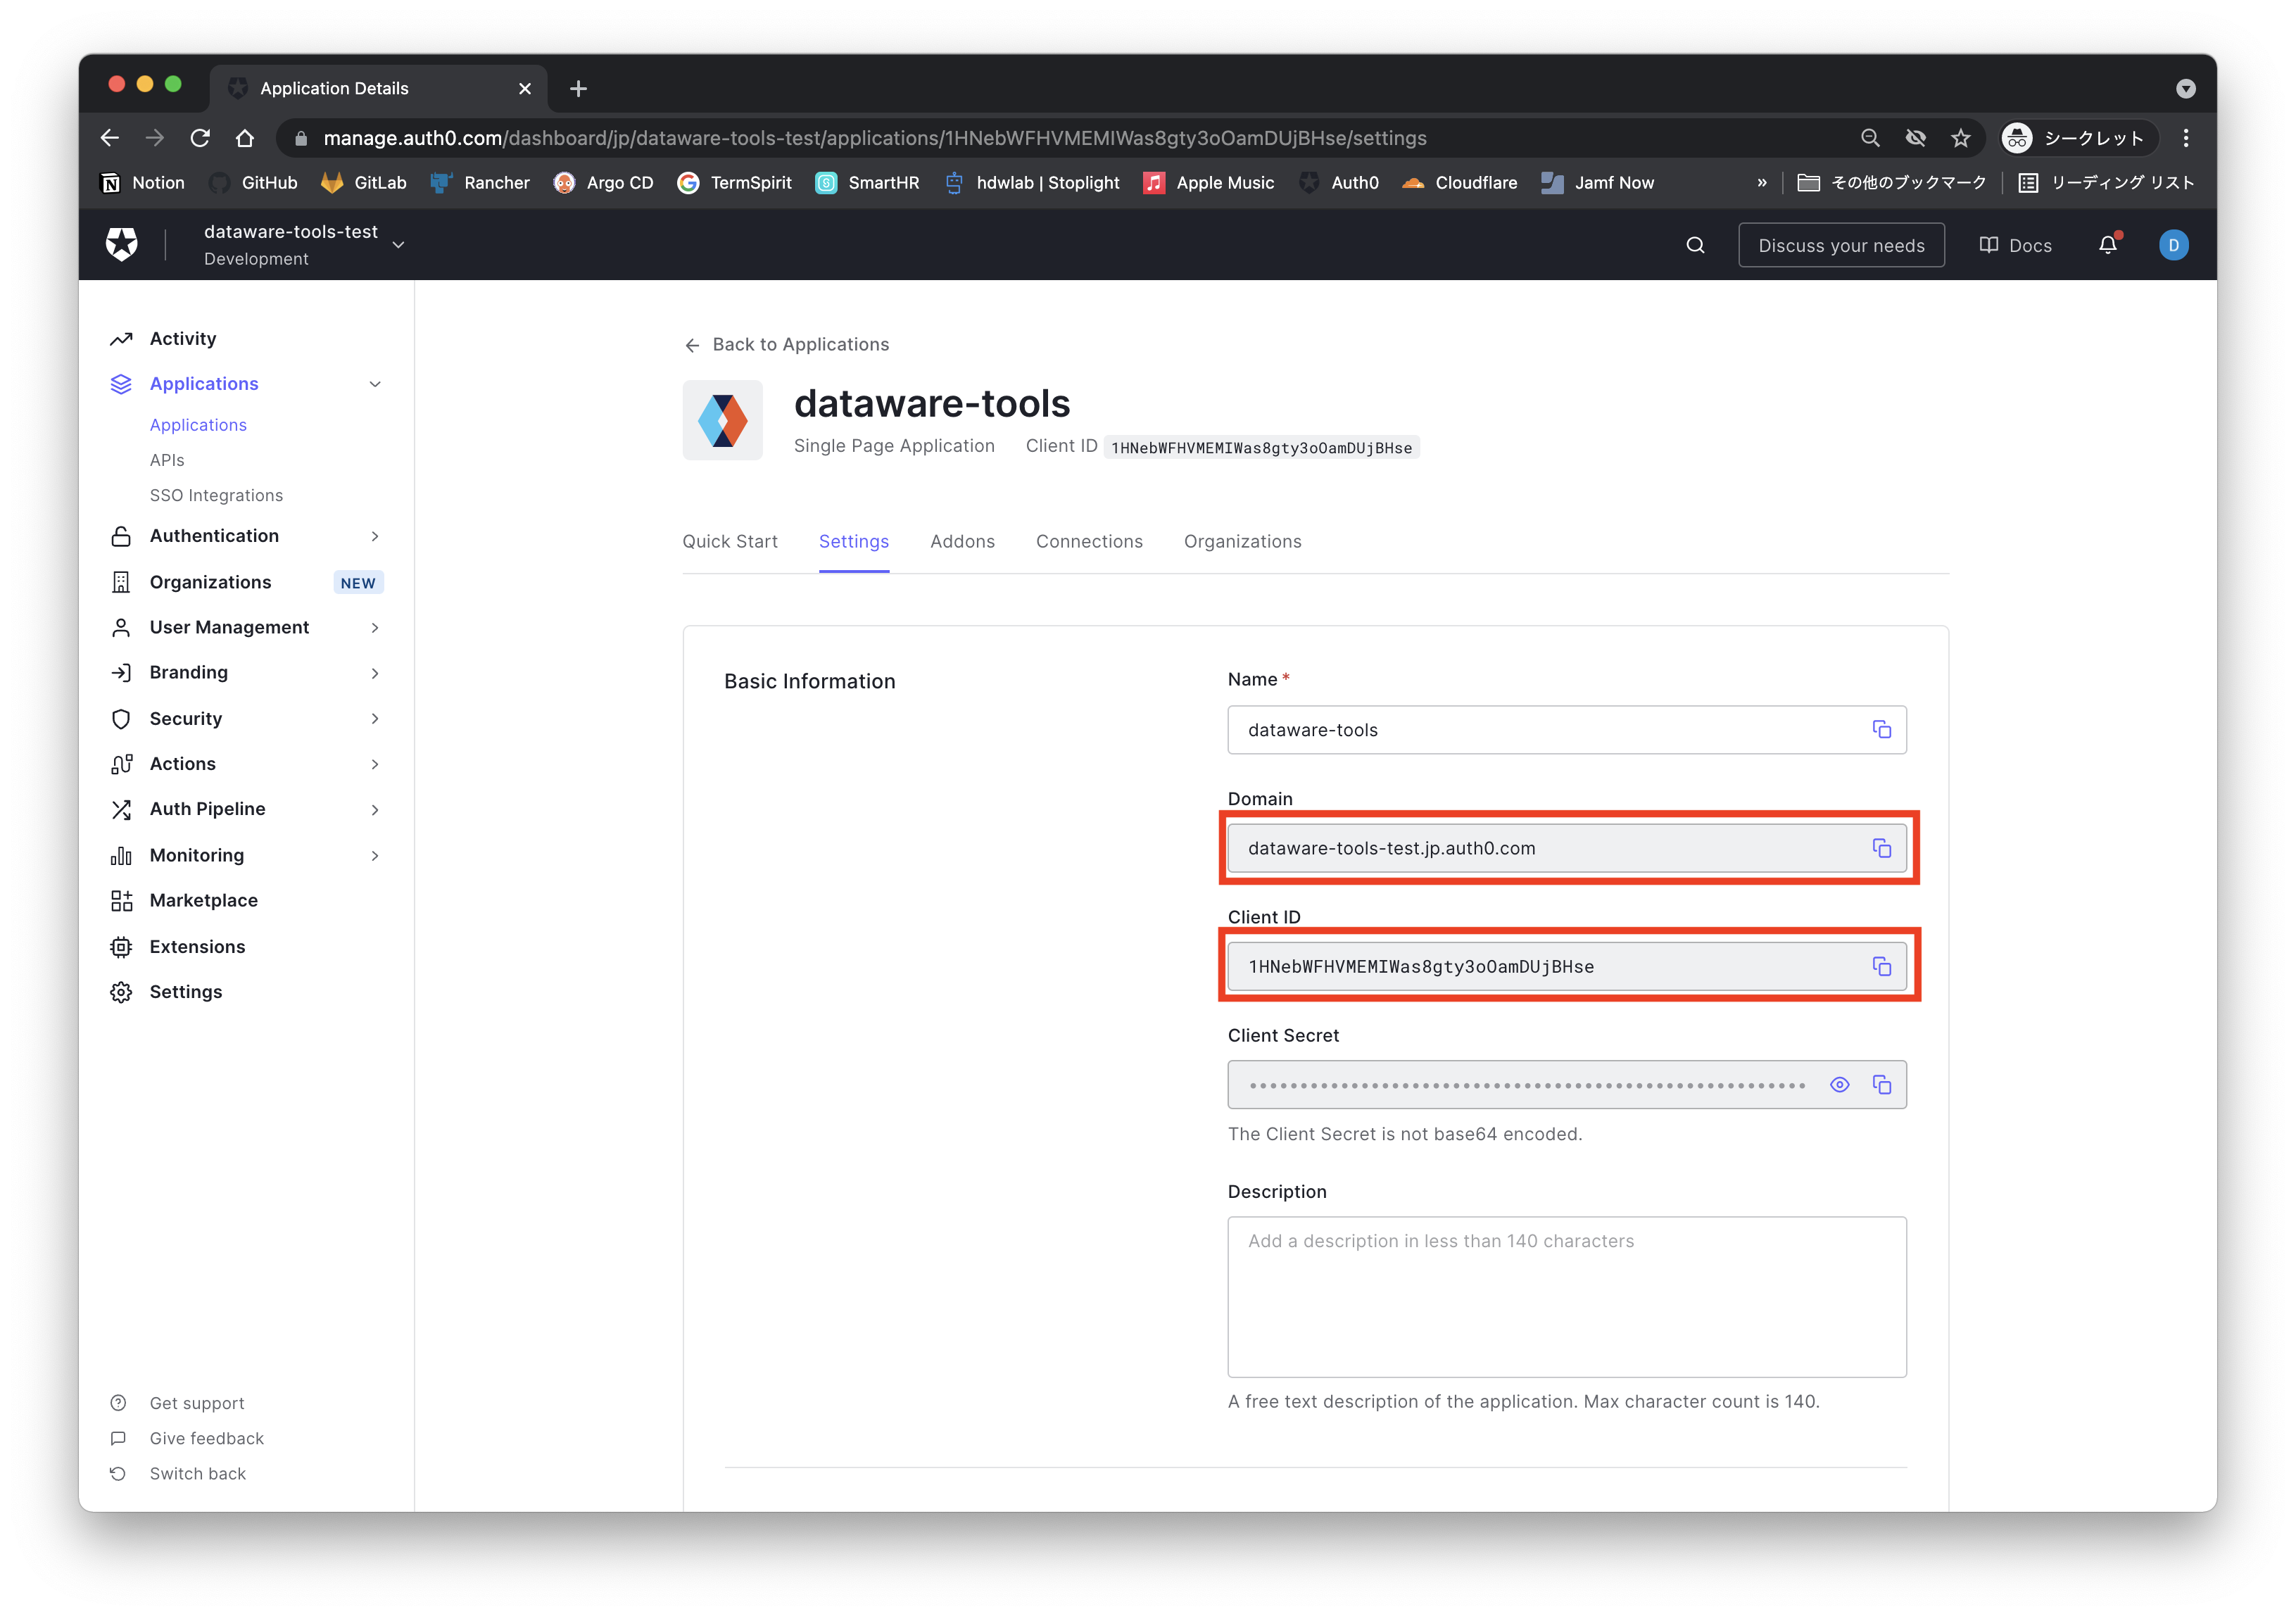 Application Details
manage.auth0.com/dashboard/jp/dataware-tools-test/applications/1HNebWFHVMEMIWas8gty3oOamDUjBHse/settings
シークレット
Notion GitHub GitLab Rancher Argo CD TermSpirit SmartHR hdwlab | Stoplight Apple Music Auth0 Cloudflare Jamf Now » その他のブックマーク リーディング リスト
dataware-tools-test
Development
Discuss your needs
Docs
D
Activity
Applications
Applications
APIs
SSO Integrations
Authentication
Organizations NEW
User Management
Branding
Security
Actions
Auth Pipeline
Monitoring
Marketplace
Extensions
Settings
Get support
Give feedback
Switch back
Back to Applications
dataware-tools
Single Page Application Client ID 1HNebWFHVMEMIWas8gty3oOamDUjBHse
Quick Start Settings Addons Connections Organizations
Basic Information
Name *
dataware-tools
Domain
dataware-tools-test.jp.auth0.com
Client ID
1HNebWFHVMEMIWas8gty3oOamDUjBHse
Client Secret
The Client Secret is not base64 encoded.
Description
Add a description in less than 140 characters
A free text description of the application. Max character count is 140.